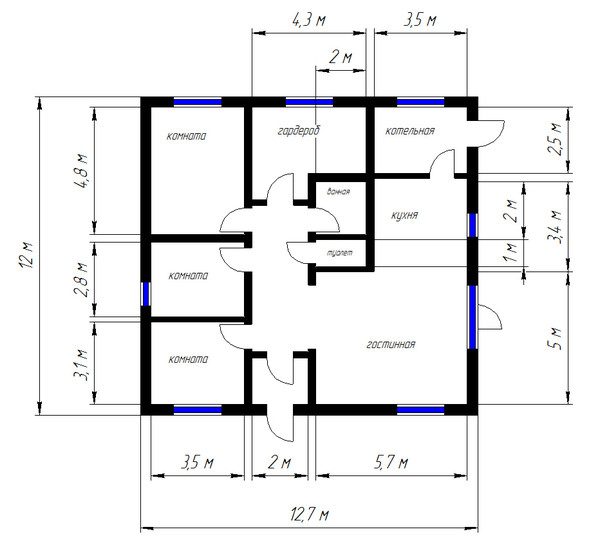 4,3 м
3,5 м
2 м
комната
гардероб
котельная
2,5 м
4,8 м
ванная
кухня
2 м
3,4 м
12 м
туалет
1 м
комната
2,8 м
гостинная
комната
3,1 м
5 м
3,5 м
2 м
5,7 м
12,7 м